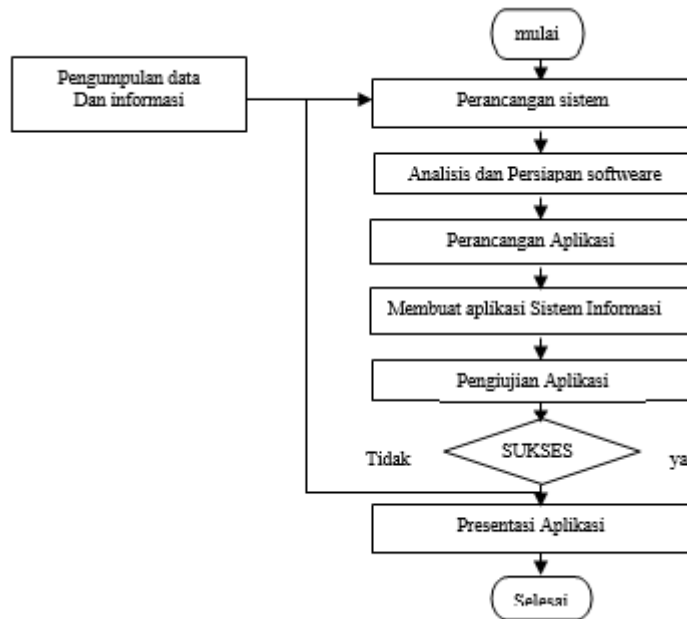 mulai
Pengumpulan data
Dan informasi
Perancangan sistem
Analisis dan Persiapan softweare
Perancangan Aplikasi
Membuat aplikasi Sistem Informasi
Pengiujian Aplikasi
SUKSES
Tidak
ya
Presentasi Aplikasi
Selesai